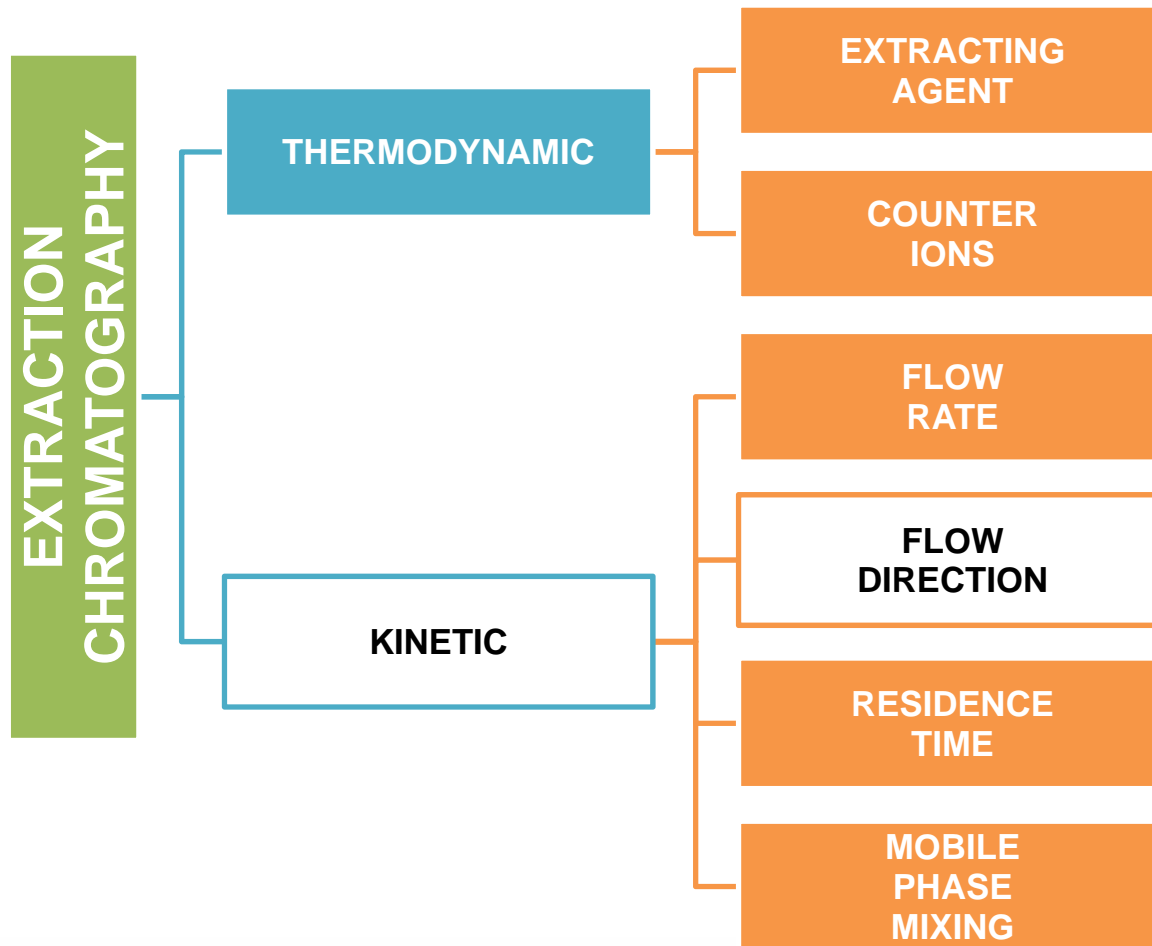 EXTRACTION
CHROMATOGRAPHY
THERMODYNAMIC
EXTRACTING
AGENT
COUNTER
IONS
KINETIC
FLOW
RATE
FLOW
DIRECTION
RESIDENCE
TIME
MOBILE
PHASE
MIXING